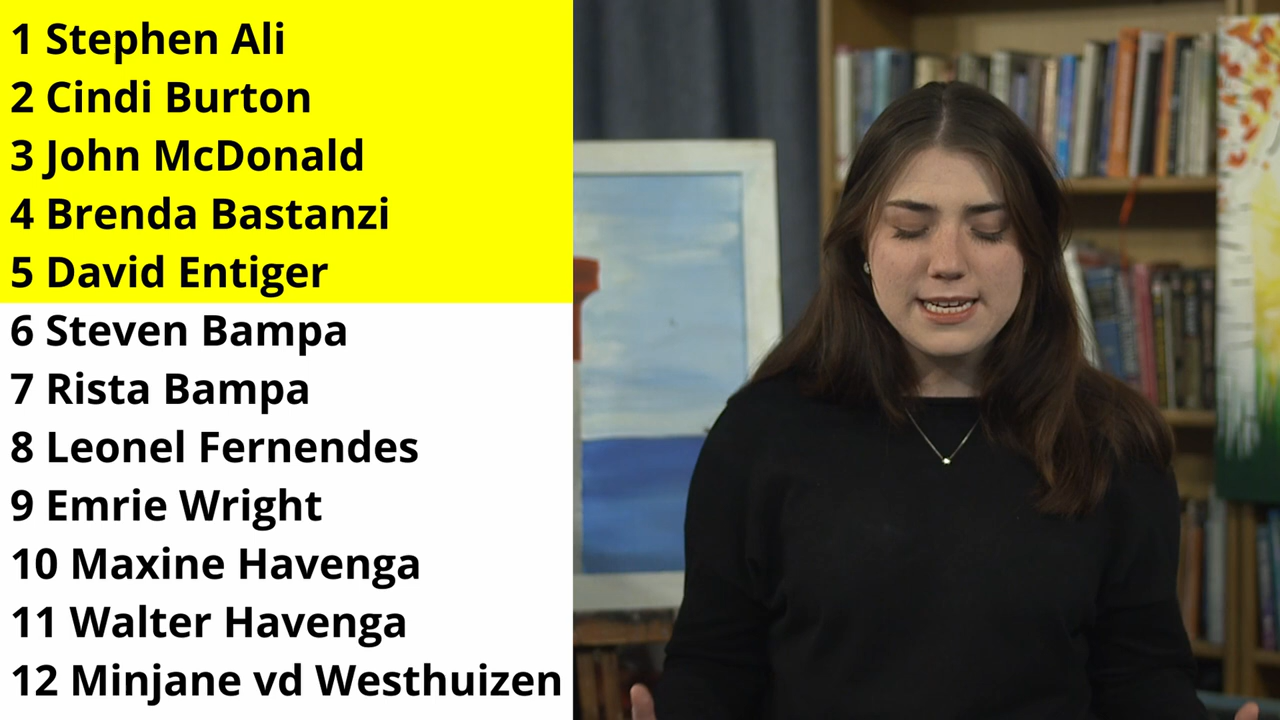 1 Stephen Ali
2 Cindi Burton
3 John McDonald
4 Brenda Bastanzi
5 David Entiger
6 Steven Bampa
7 Rista Bampa
8 Leonel Fernendes
9 Emrie Wright
10 Maxine Havenga
11 Walter Havenga
12 Minjane vd Westhuizen